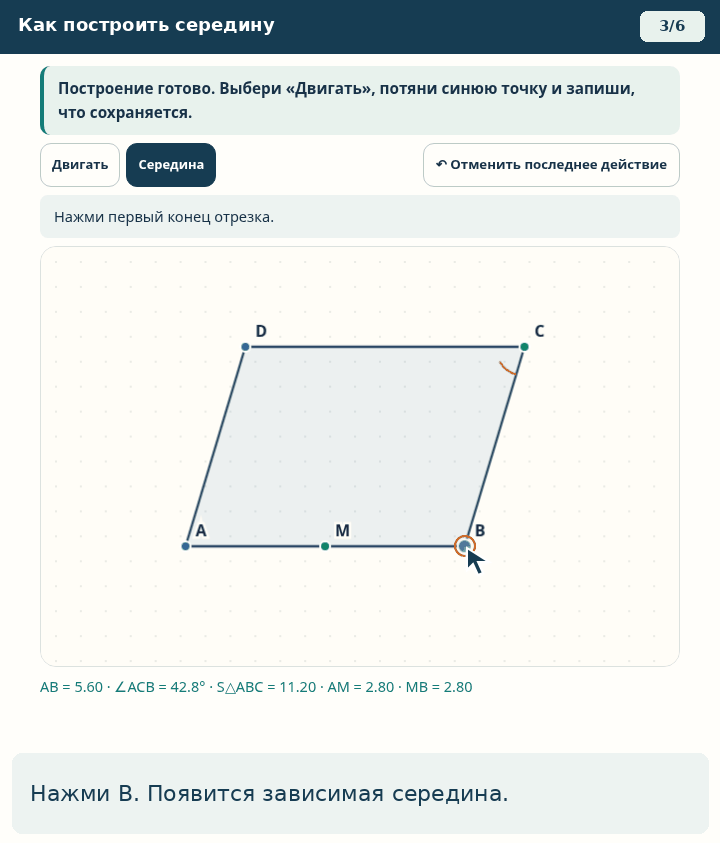 Как построить середину
3/6
Построение готово. Выбери «Двигать», потяни синюю точку и запиши,
что сохраняется.
Двигать
Середина
↶ Отменить последнее действие
Нажми первый конец отрезка.
D
C
A
M
B
AB = 5.60 · ∠ACB = 42.8° · S△ABC = 11.20 · AM = 2.80 · MB = 2.80
Нажми B. Появится зависимая середина.